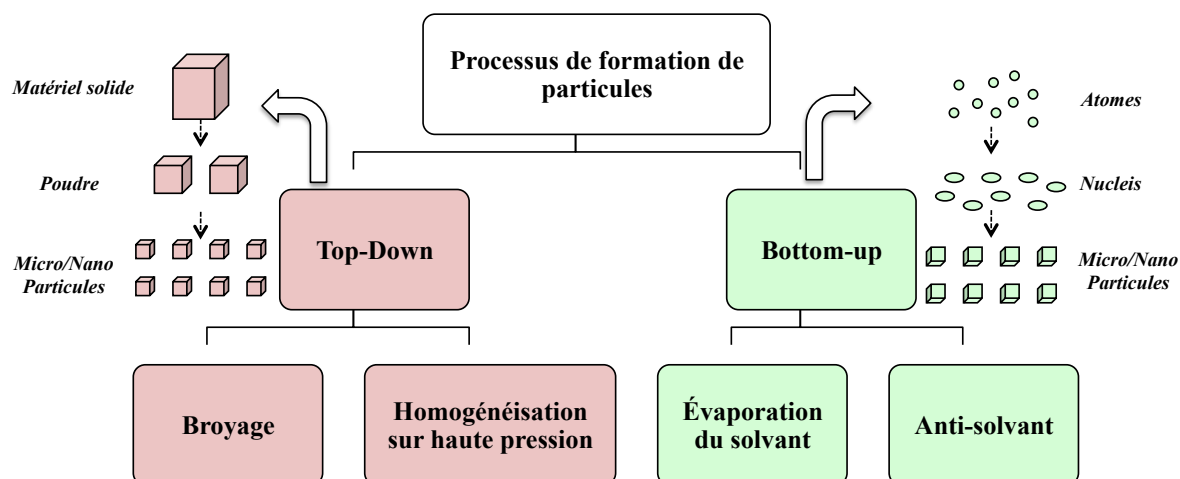 Processus de formation de
particules
Matériel solide
Poudre
Micro/Nano
Particules
Top-Down
Bottom-up
Atomes
Nucleis
Micro/Nano
Particules
Broyage
Homogénéisation
sur haute pression
Évaporation
du solvant
Anti-solvant